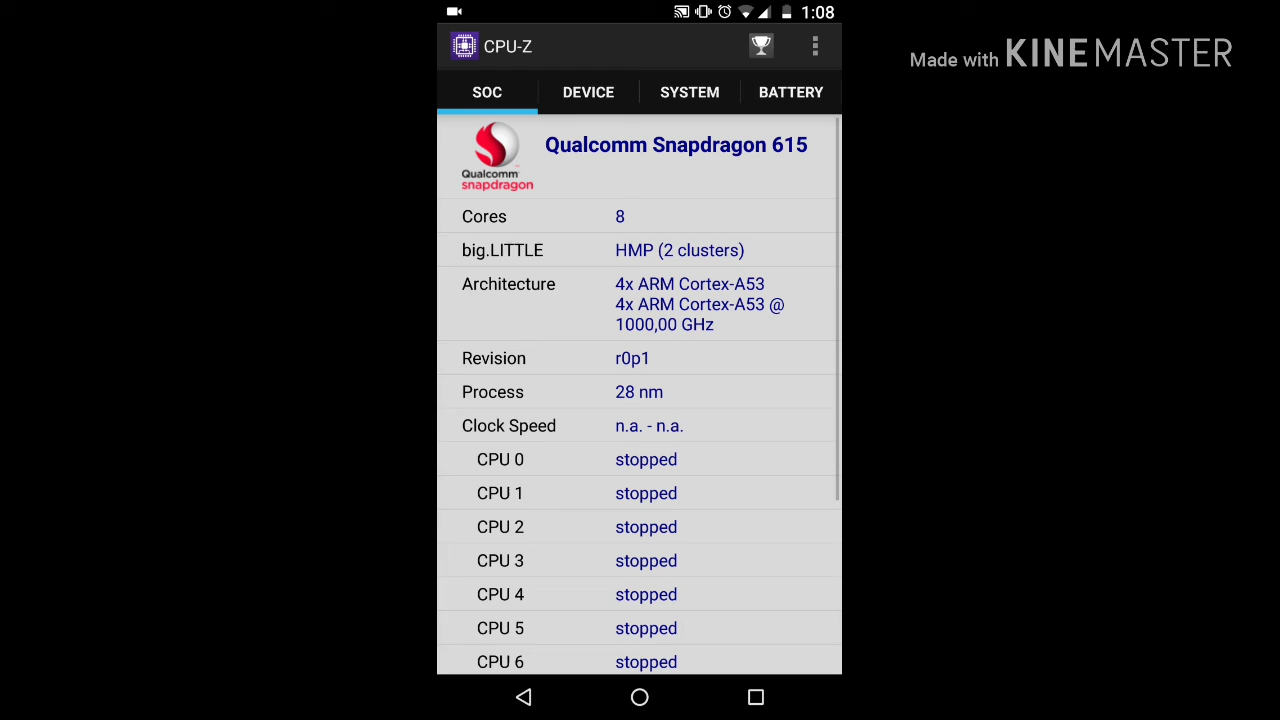 1:08
CPU-Z
Made with KINEMASTER
SOC DEVICE SYSTEM BATTERY
Qualcomm Snapdragon 615
Qualcomm
snapdragon
Cores 8
big.LITTLE HMP (2 clusters)
Architecture 4x ARM Cortex-A53
4x ARM Cortex-A53 @
1000,00 GHz
Revision r0p1
Process 28 nm
Clock Speed n.a. - n.a.
CPU 0 stopped
CPU 1 stopped
CPU 2 stopped
CPU 3 stopped
CPU 4 stopped
CPU 5 stopped
CPU 6 stopped